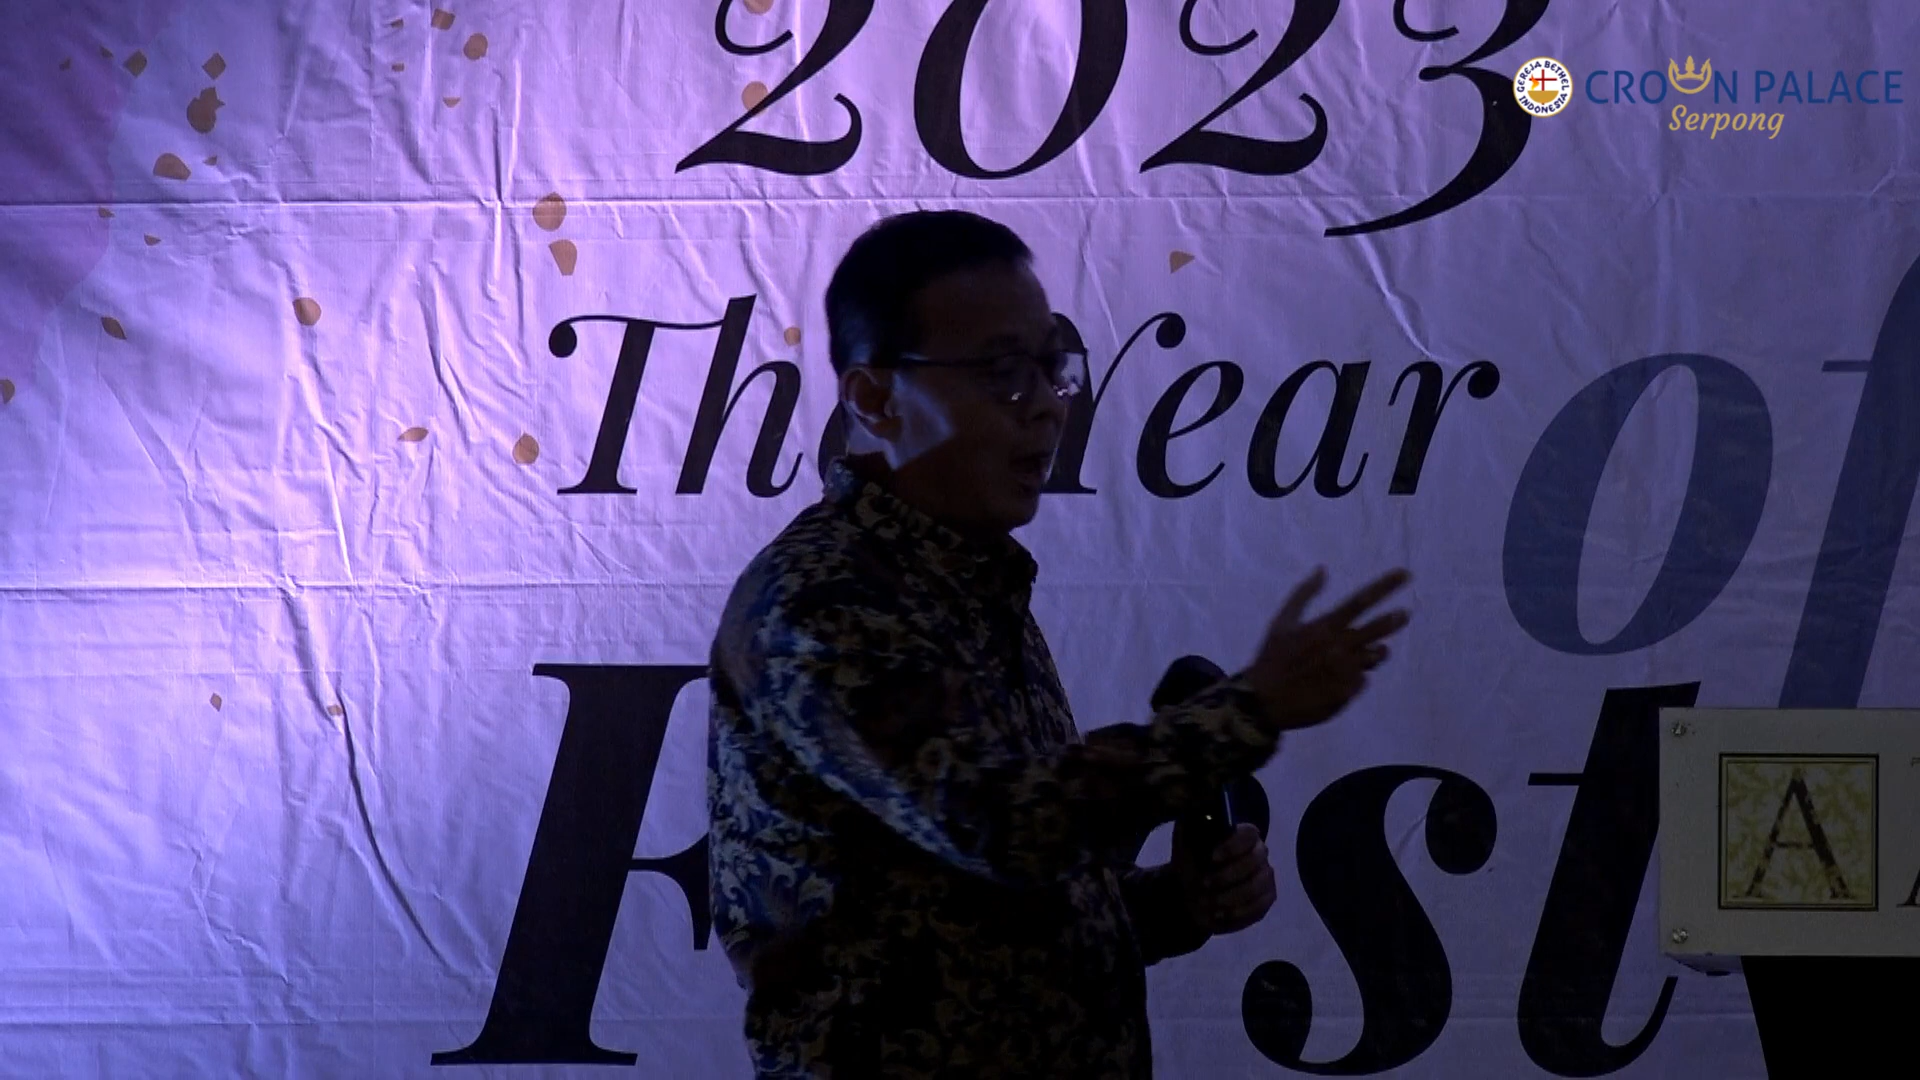 2023
GEREJA BETHEL INDONESIA
CROWN PALACE
Serpong
The Year
of
A